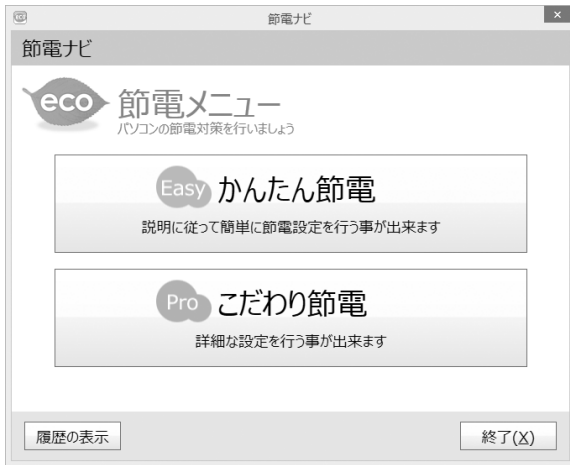 節電ナビ
×
節電ナビ
eco
節電メニュー
パソコンの節電対策を行いましょう
Easy かんたん節電
説明に従って簡単に節電設定を行う事が出来ます
Pro こだわり節電
詳細な設定を行う事が出来ます
履歴の表示
終了(X)